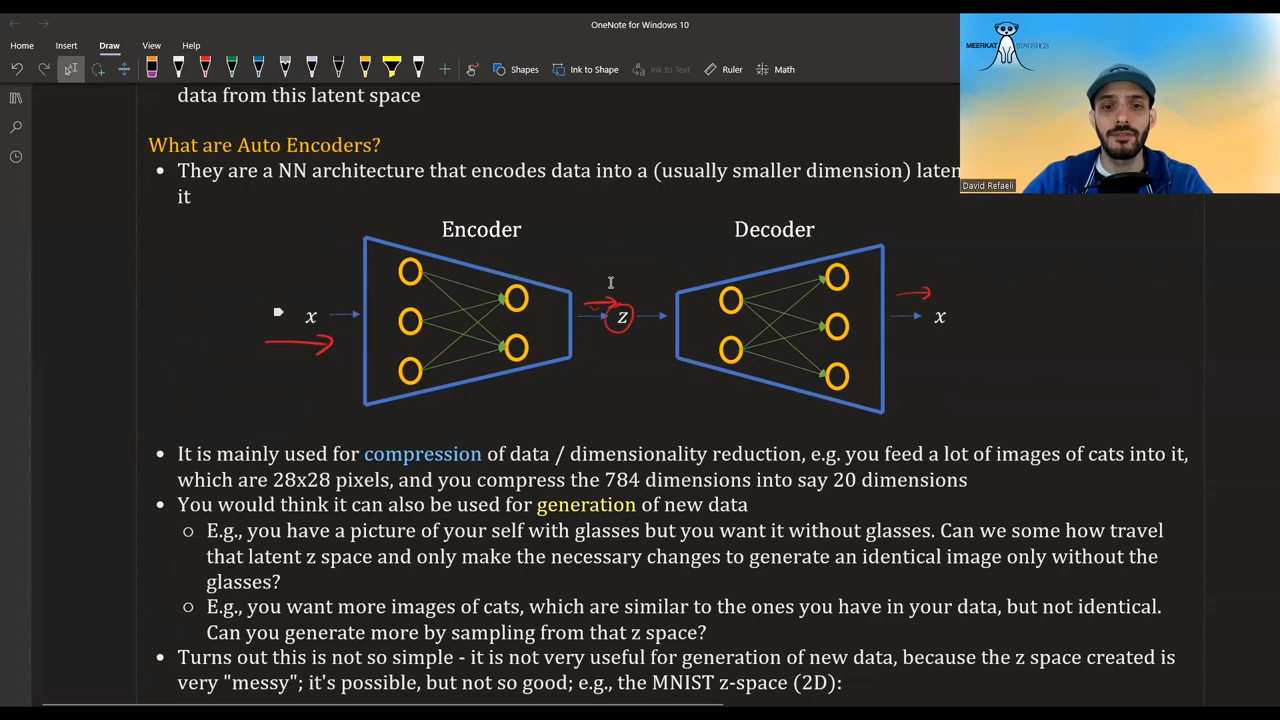 OneNote for Windows 10
Home Insert Draw View Help
Shapes Ink to Shape Ink to Text Ruler Math
MEERKAT STATISTICS
David Refaeli
data from this latent space
What are Auto Encoders?
• They are a NN architecture that encodes data into a (usually smaller dimension) laten
it
Encoder Decoder
x z x
• It is mainly used for compression of data / dimensionality reduction, e.g. you feed a lot of images of cats into it,
which are 28x28 pixels, and you compress the 784 dimensions into say 20 dimensions
• You would think it can also be used for generation of new data
○ E.g., you have a picture of your self with glasses but you want it without glasses. Can we some how travel
that latent z space and only make the necessary changes to generate an identical image only without the
glasses?
○ E.g., you want more images of cats, which are similar to the ones you have in your data, but not identical.
Can you generate more by sampling from that z space?
• Turns out this is not so simple - it is not very useful for generation of new data, because the z space created is
very "messy"; it's possible, but not so good; e.g., the MNIST z-space (2D):